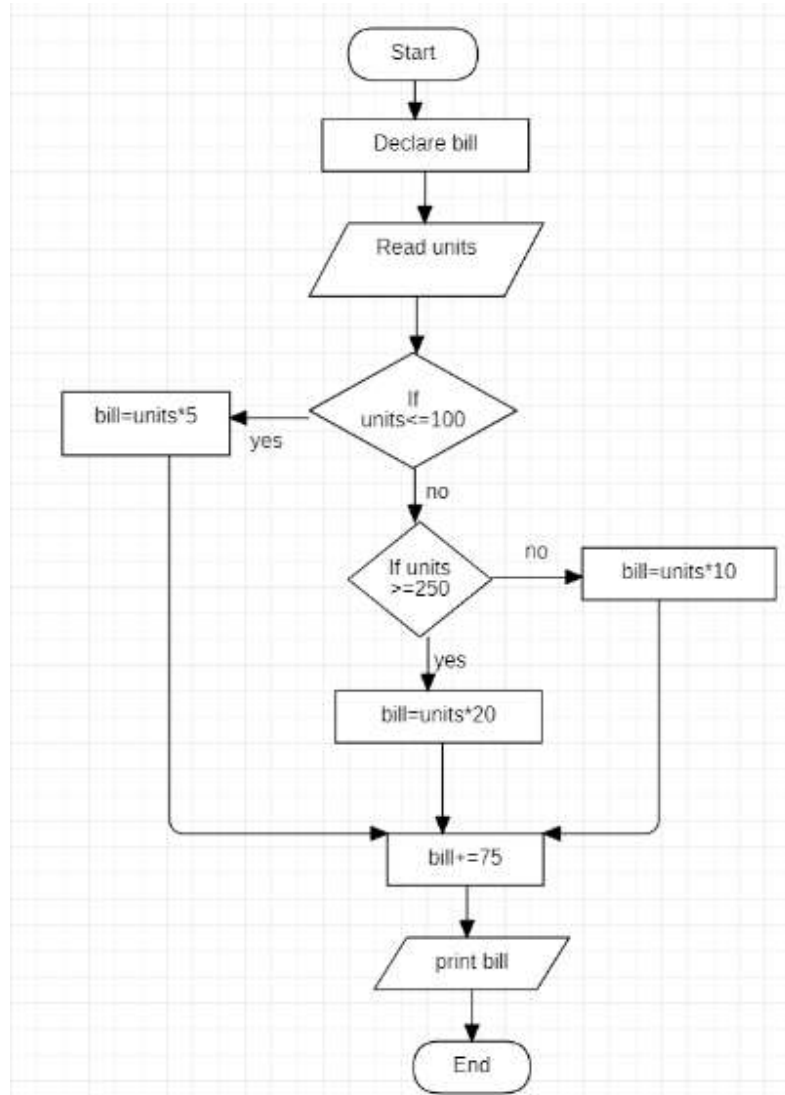 Start
Declare bill
Read units
If
units<=100
bill=units*5
yes
no
If units
>=250
no
bill=units*10
yes
bill=units*20
bill+=75
print bill
End